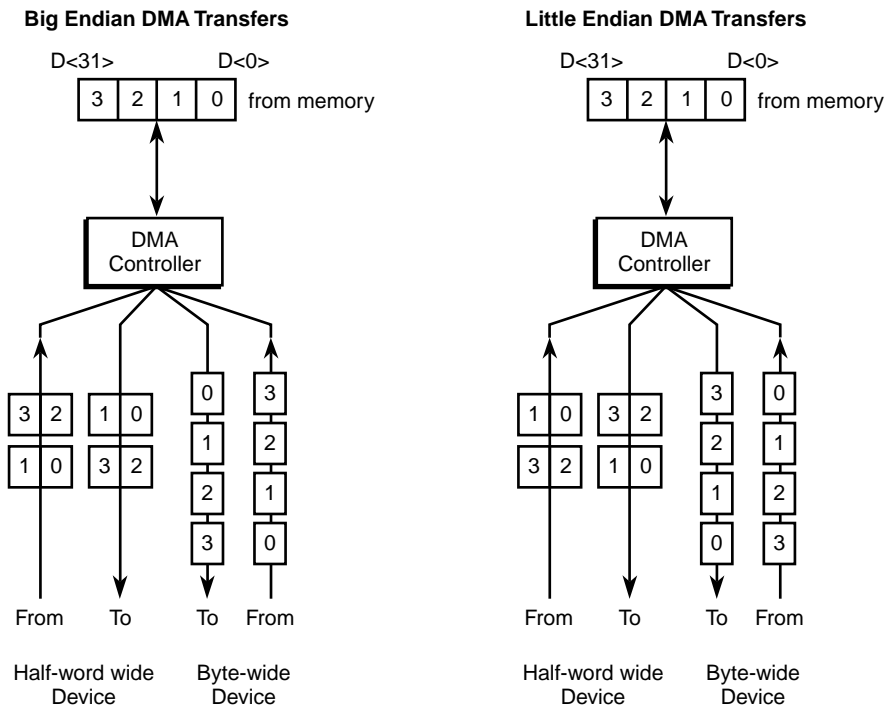 Big Endian DMA Transfers
D<31> D<0>
3 2 1 0 from memory
DMA
Controller
3 2
1 0
1 0
3 2
0
1
2
3
3
2
1
0
From To To From
Half-word wide
Device
Byte-wide
Device
Little Endian DMA Transfers
D<31> D<0>
3 2 1 0 from memory
DMA
Controller
1 0
3 2
3 2
1 0
3
2
1
0
0
1
2
3
From To To From
Half-word wide
Device
Byte-wide
Device